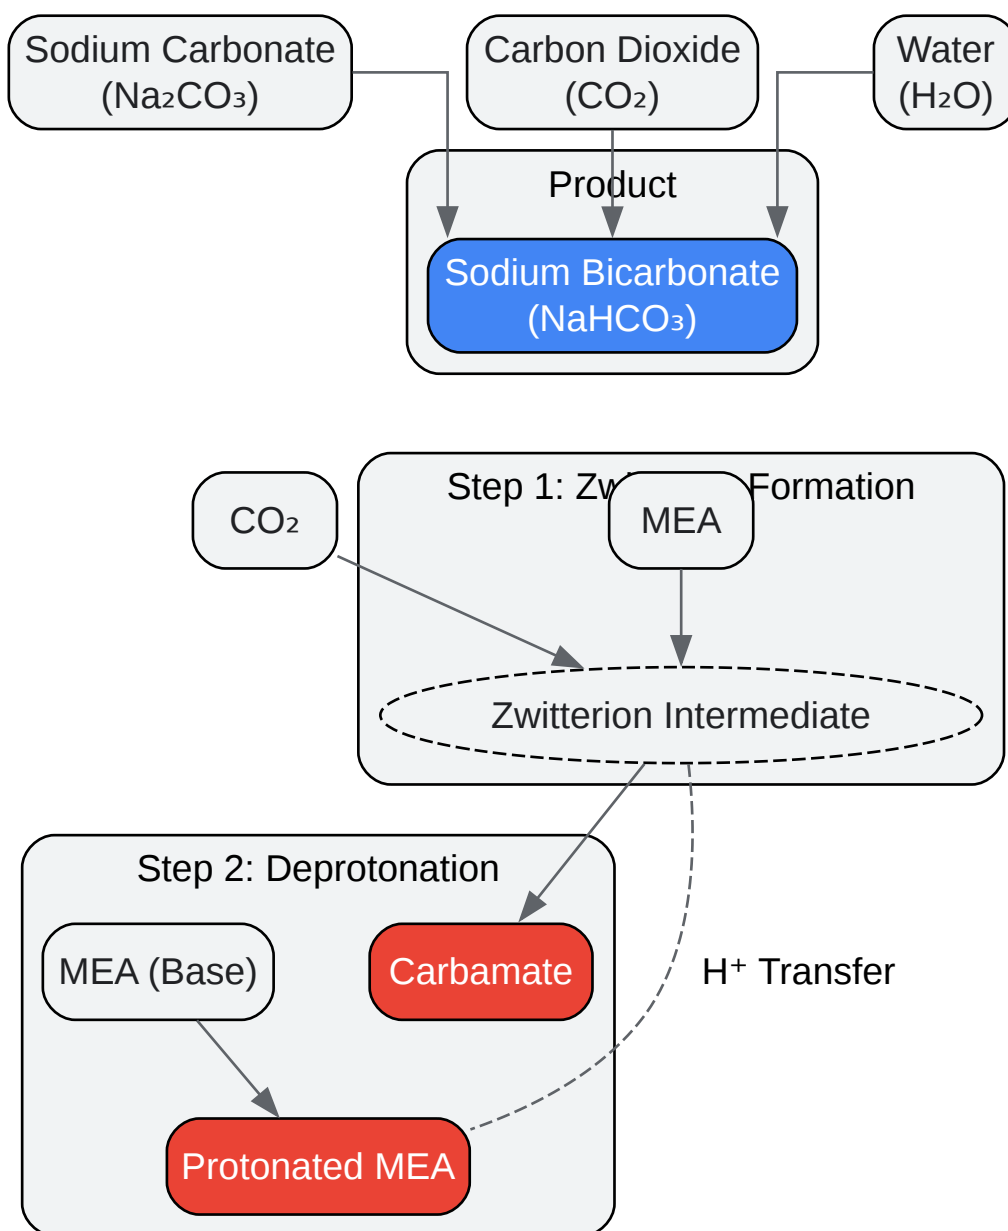 Sodium Carbonate
(Na₂CO₃)
Carbon Dioxide
(CO₂)
Water
(H₂O)
Product
Sodium Bicarbonate
(NaHCO₃)
Step 1: Formation
CO₂
MEA
Zwitterion Intermediate
Step 2: Deprotonation
MEA (Base)
Carbamate
H⁺ Transfer
Protonated MEA